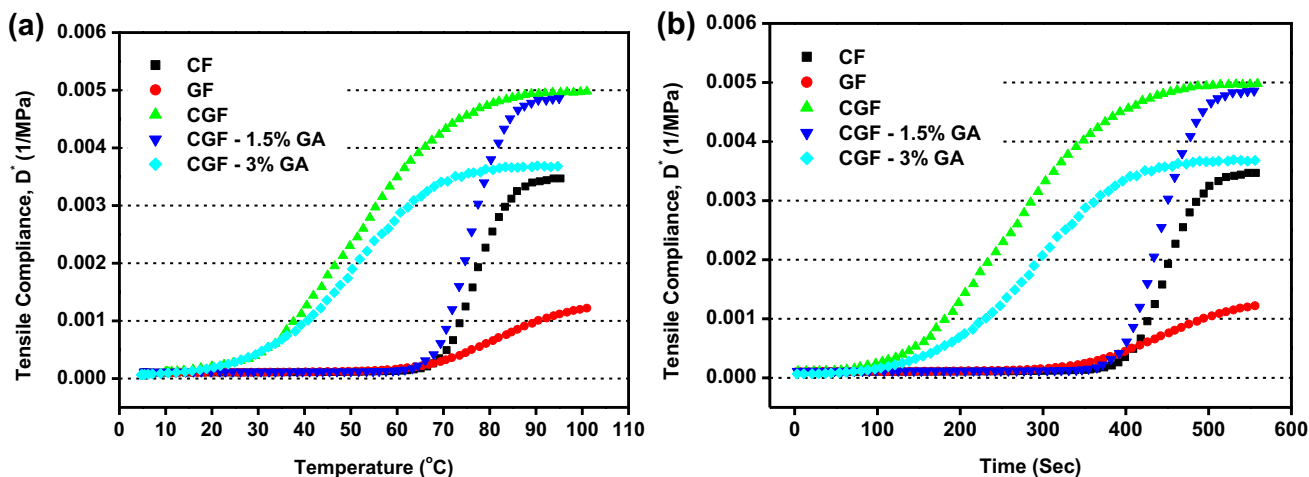 (a)
0.006
0.005
0.004
0.003
0.002
0.001
0.000
Tensile Compliance, D* (1/MPa)
CF
GF
CGF
CGF - 1.5% GA
CGF - 3% GA
0 10 20 30 40 50 60 70 80 90 100 110
Temperature (°C)
(b)
0.006
0.005
0.004
0.003
0.002
0.001
0.000
Tensile Compliance, D* (1/MPa)
CF
GF
CGF
CGF - 1.5% GA
CGF - 3% GA
0 100 200 300 400 500 600
Time (Sec)